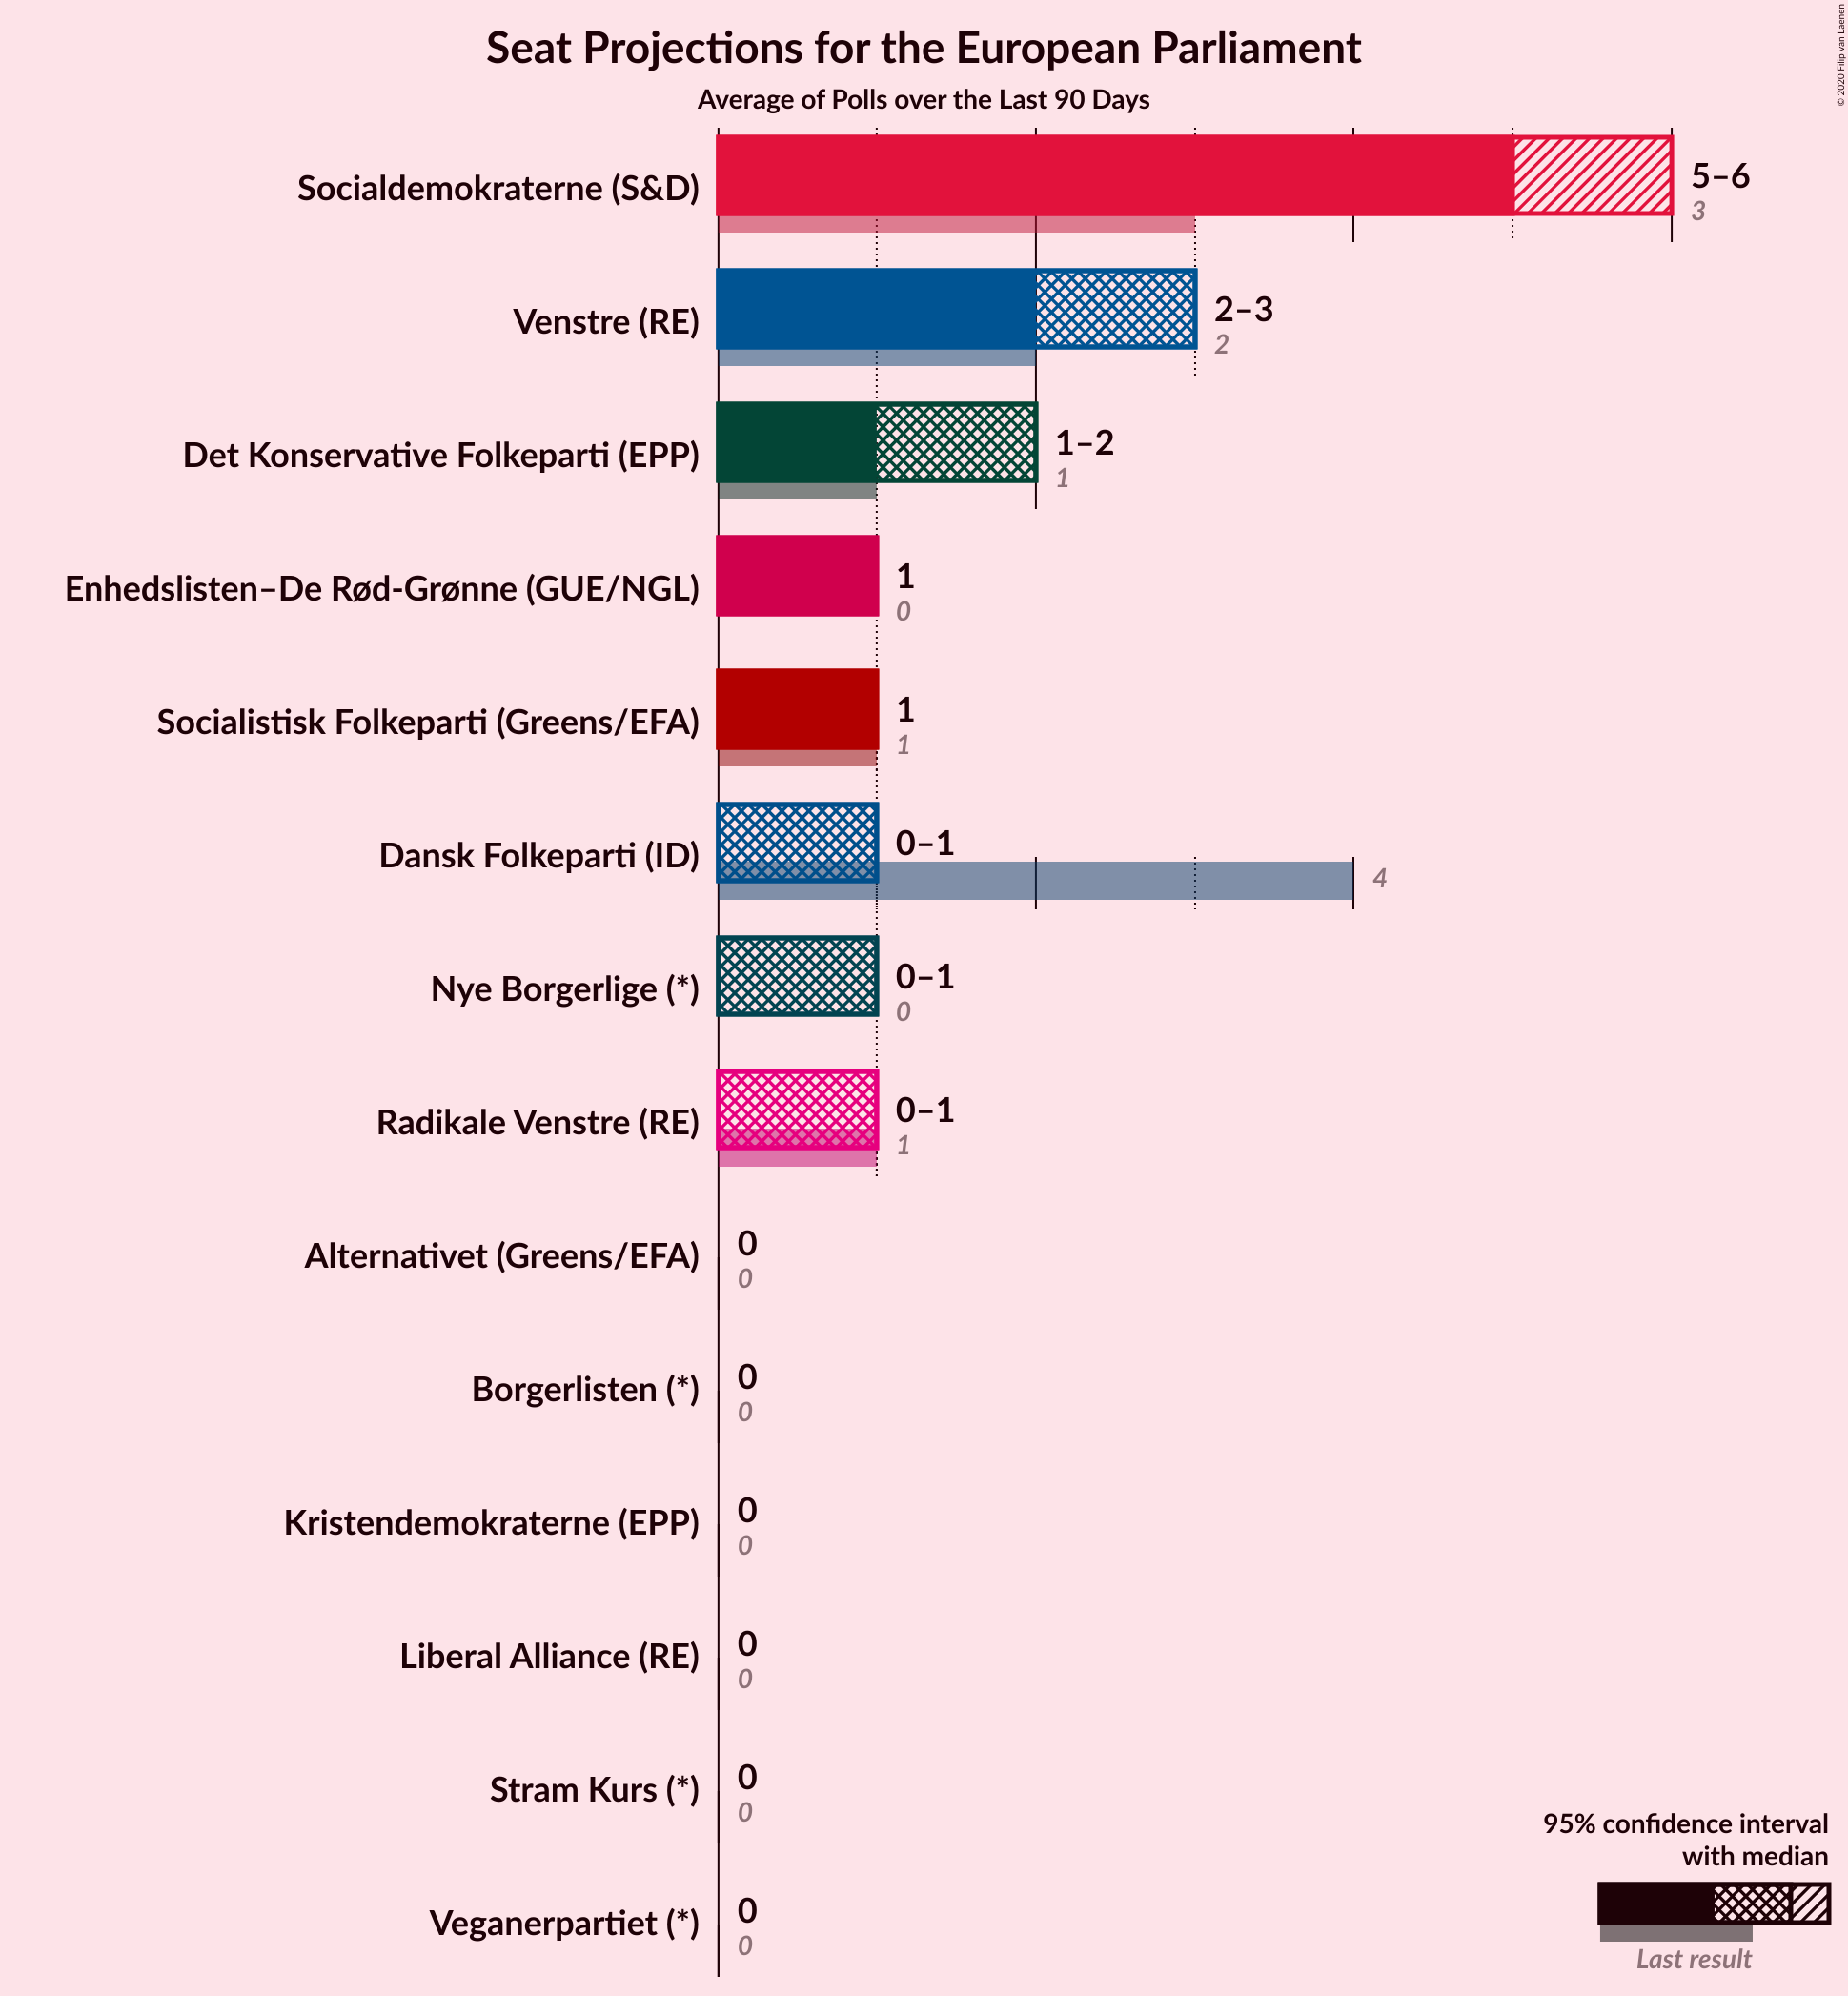 Seat Projections for the European Parliament
Average of Polls over the Last 90 Days
© 2020 Filip van Laenen
Socialdemokraterne (S&D)
5–6
3
Venstre (RE)
2–3
2
Det Konservative Folkeparti (EPP)
1–2
1
Enhedslisten–De Rød-Grønne (GUE/NGL)
1
0
Socialistisk Folkeparti (Greens/EFA)
1
1
Dansk Folkeparti (ID)
0–1
4
Nye Borgerlige (*)
0–1
0
Radikale Venstre (RE)
0–1
1
Alternativet (Greens/EFA)
0
0
Borgerlisten (*)
0
0
Kristendemokraterne (EPP)
0
0
Liberal Alliance (RE)
0
0
Stram Kurs (*)
0
0
Veganerpartiet (*)
0
0
95% confidence interval
with median
Last result